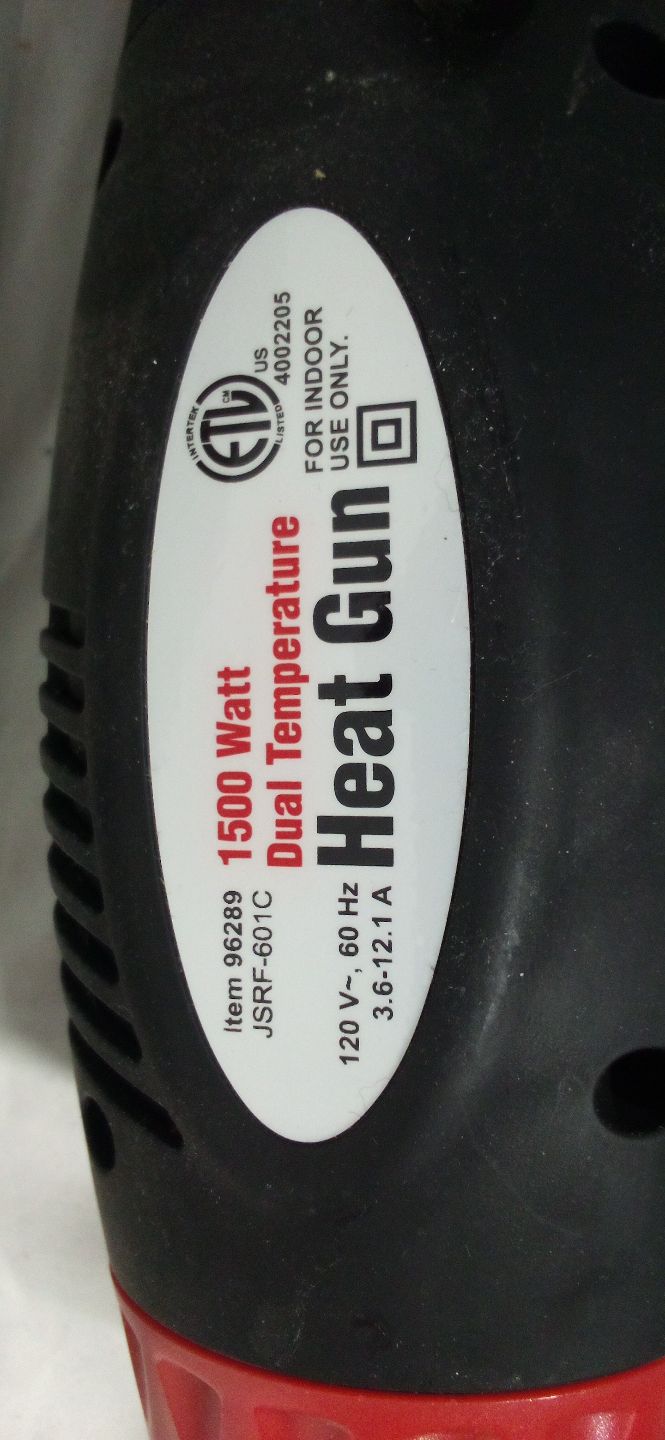 Item 96289
JSRF-601C
120 V~, 60 Hz
3.6-12.1 A
1500 Watt
Dual Temperature
Heat Gun
INTERTEK
ETL CM
LISTED
US
4002205
FOR INDOOR
USE ONLY.